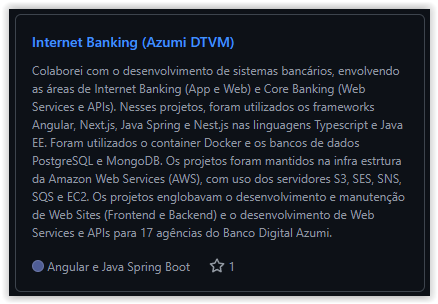 Internet Banking (Azumi DTVM)
Colaborei com o desenvolvimento de sistemas bancários, envolvendo
as áreas de Internet Banking (App e Web) e Core Banking (Web
Services e APIs). Nesses projetos, foram utilizados os frameworks
Angular, Next.js, Java Spring e Nest.js nas linguagens Typescript e Java
EE. Foram utilizados o container Docker e os bancos de dados
PostgreSQL e MongoDB. Os projetos foram mantidos na infra estrtura
da Amazon Web Services (AWS), com uso dos servidores S3, SES, SNS,
SQS e EC2. Os projetos englobavam o desenvolvimento e manutenção
de Web Sites (Frontend e Backend) e o desenvolvimento de Web
Services e APIs para 17 agências do Banco Digital Azumi.
Angular e Java Spring Boot 1